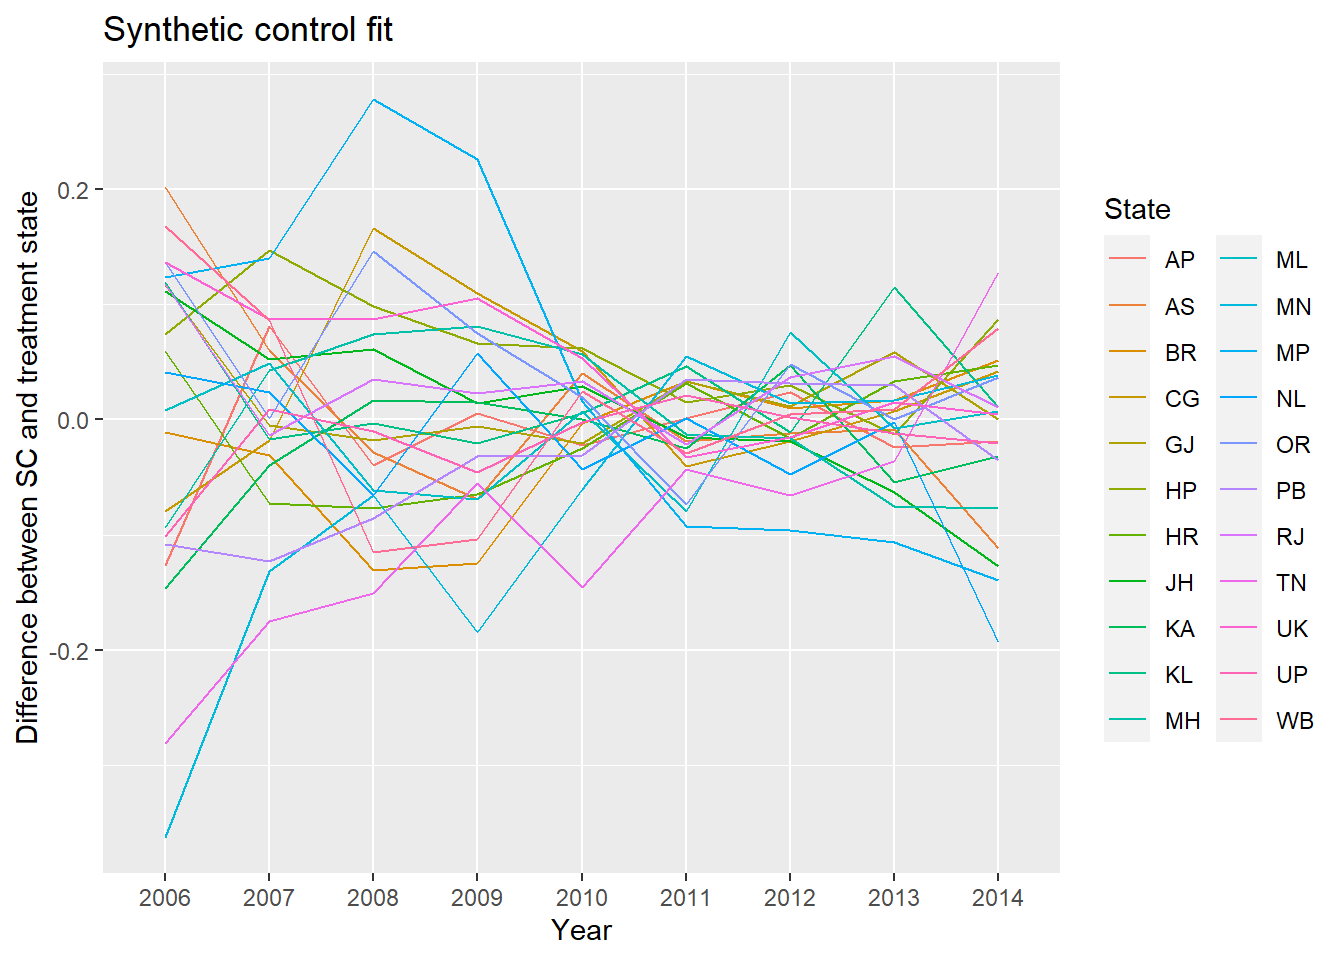 Synthetic control fit
Difference between SC and treatment state
0.2
0.0
-0.2
2006 2007 2008 2009 2010 2011 2012 2013 2014
Year
State
AP ML
AS MN
BR MP
CG NL
GJ OR
HP PB
HR RJ
JH TN
KA UK
KL UP
MH WB